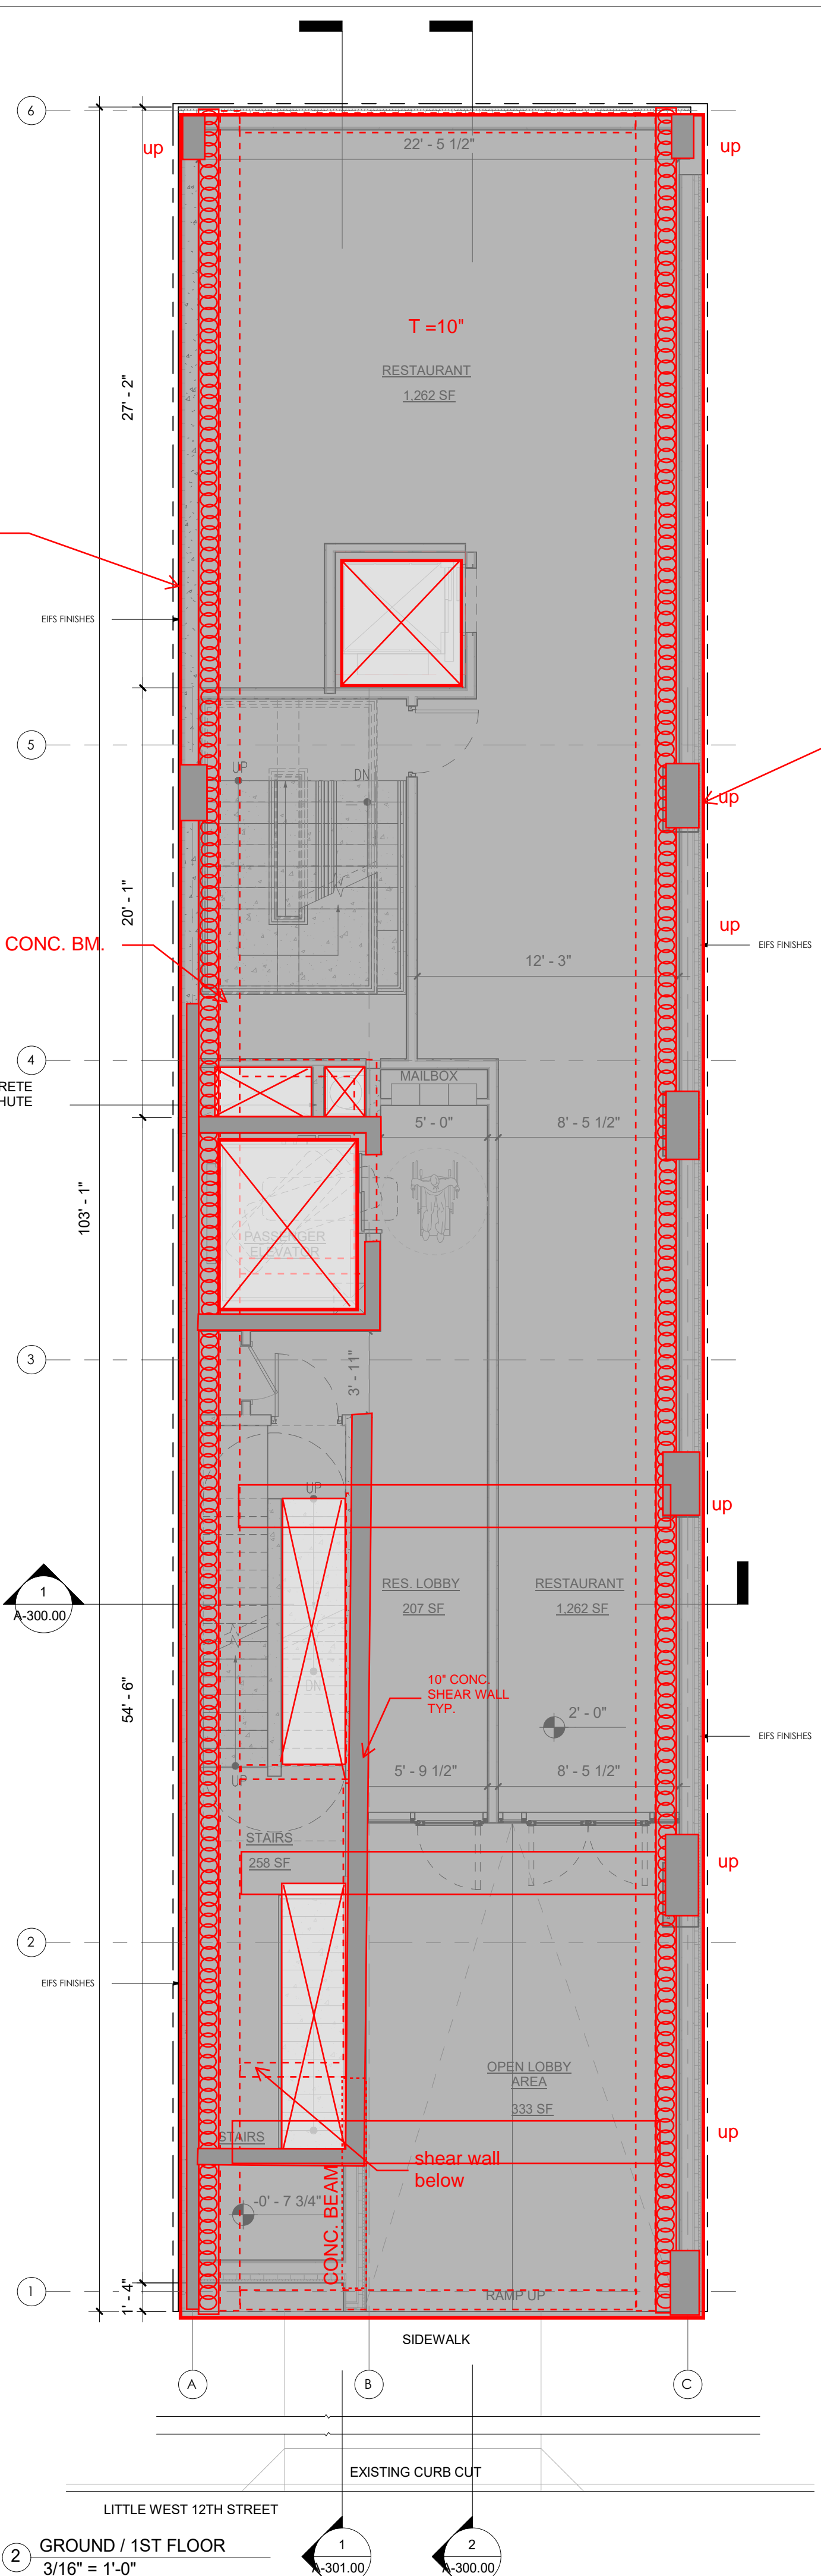 6
up
up
22' - 5 1/2"
T =10"
RESTAURANT
1,262 SF
27' - 2"
EIFS FINISHES
5
UP
DN
up
20' - 1"
up
CONC. BM.
EIFS FINISHES
12' - 3"
4
RETE
HUTE
MAILBOX
5' - 0"
8' - 5 1/2"
103' - 1"
PASSENGER
ELEVATOR
3
3' - 11"
UP
up
1
A-300.00
RES. LOBBY
207 SF
RESTAURANT
1,262 SF
DN
10" CONC.
SHEAR WALL
TYP.
54' - 6"
2' - 0"
EIFS FINISHES
UP
5' - 9 1/2"
8' - 5 1/2"
STAIRS
258 SF
up
2
EIFS FINISHES
OPEN LOBBY
AREA
333 SF
STAIRS
shear wall
below
up
-0' - 7 3/4"
CONC. BEAM
1
1' - 4"
RAMP UP
SIDEWALK
A
B
C
EXISTING CURB CUT
LITTLE WEST 12TH STREET
2
GROUND / 1ST FLOOR
3/16" = 1'-0"
1
A-301.00
2
A-300.00